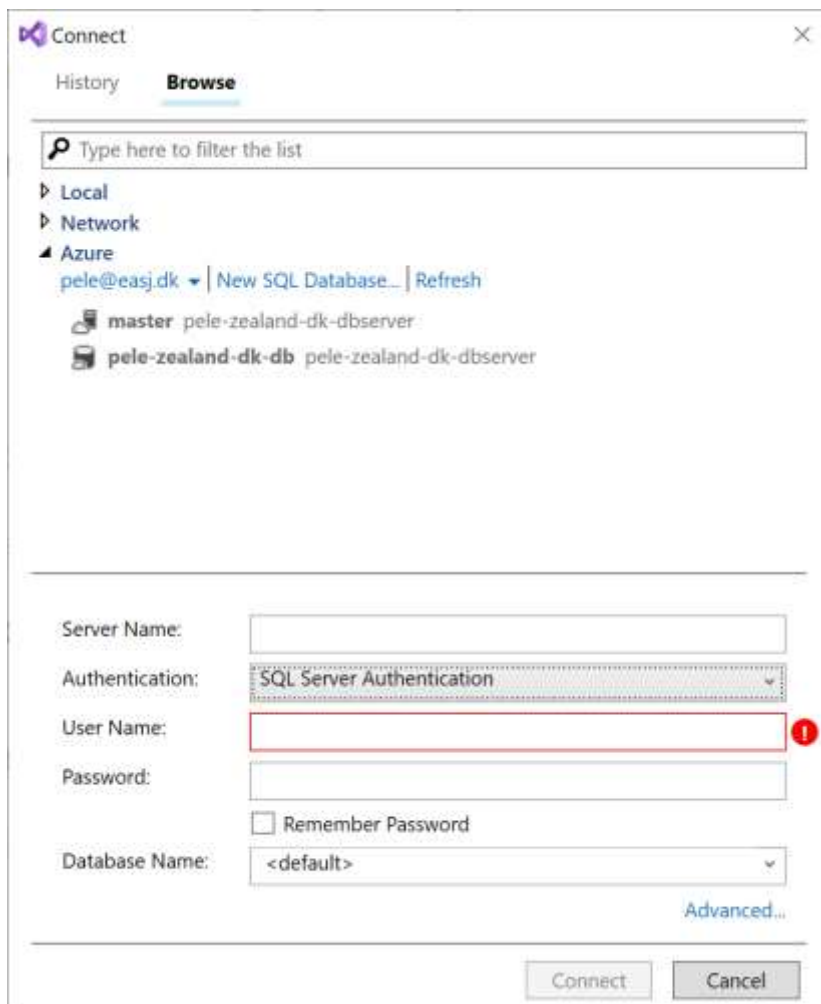 Connect
History Browse
Type here to filter the list
Local
Network
Azure
pele@easj.dk | New SQL Database... | Refresh
master pele-zealand-dk-dbserver
pele-zealand-dk-db pele-zealand-dk-dbserver
Server Name:
Authentication: SQL Server Authentication
User Name:
Password:
Remember Password
Database Name: <default>
Advanced...
Connect Cancel